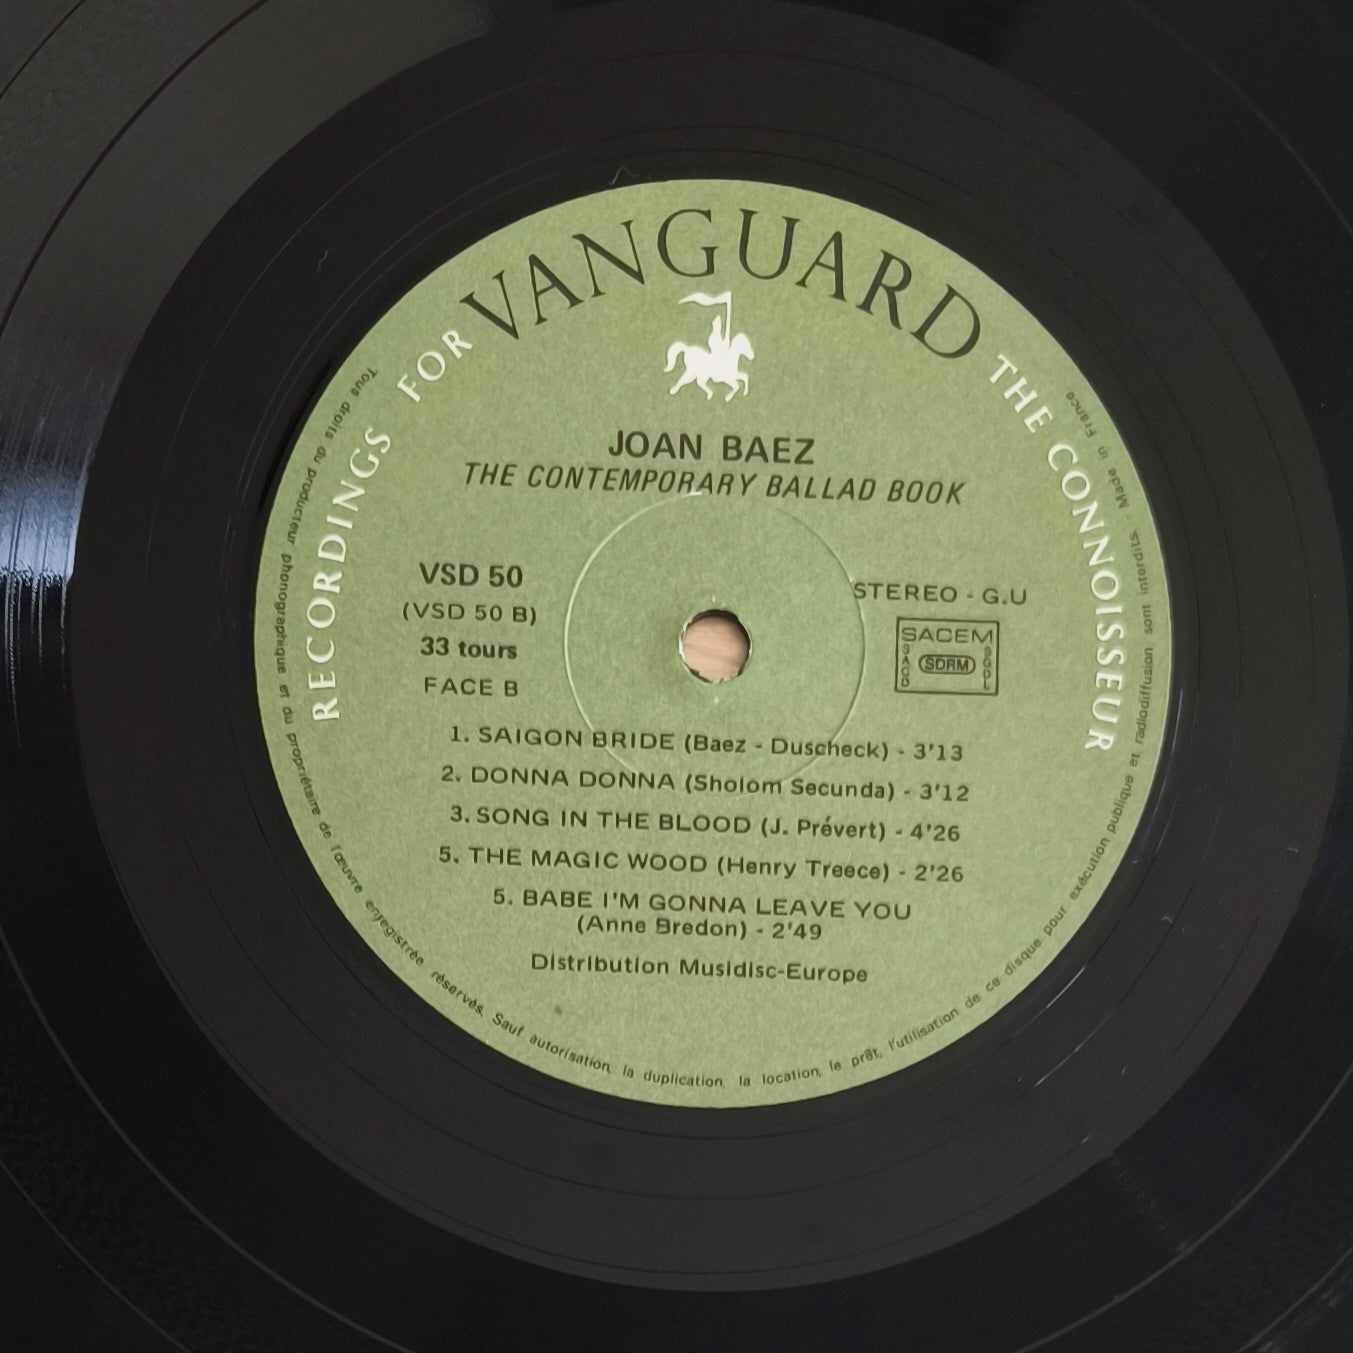 RECORDINGS FOR VANGUARD THE CONNOISSEUR
JOAN BAEZ
THE CONTEMPORARY BALLAD BOOK
VSD 50
(VSD 50 B)
33 tours
FACE B
STEREO - G.U
SACEM
SACD
SDRM
SGDL
1. SAIGON BRIDE (Baez - Duscheck) - 3'13
2. DONNA DONNA (Sholom Secunda) - 3'12
3. SONG IN THE BLOOD (J. Prévert) - 4'26
5. THE MAGIC WOOD (Henry Treece) - 2'26
5. BABE I'M GONNA LEAVE YOU
(Anne Bredon) - 2'49
Distribution Musidisc-Europe
Tous droits du producteur phonographique et du propriétaire de l'œuvre enregistrée réservés. Sauf autorisation, la duplication, la location, le prêt, l'utilisation de ce disque pour exécution publique et radiodiffusion sont interdits. - Made in France